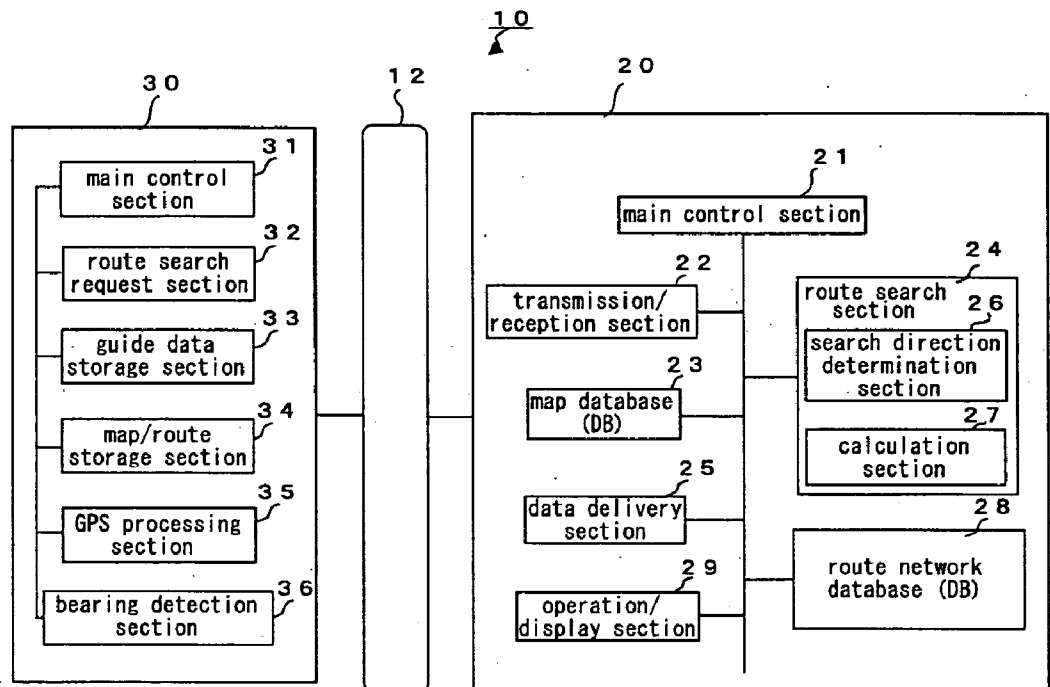 10
30
31
main control
section
32
route search
request section
33
guide data
storage section
34
map/route
storage section
35
GPS processing
section
36
bearing detection
section
12
20
21
main control section
22
transmission/
reception section
23
map database
(DB)
25
data delivery
section
29
operation/
display section
24
route search
section
26
search direction
determination
section
27
calculation
section
28
route network
database (DB)